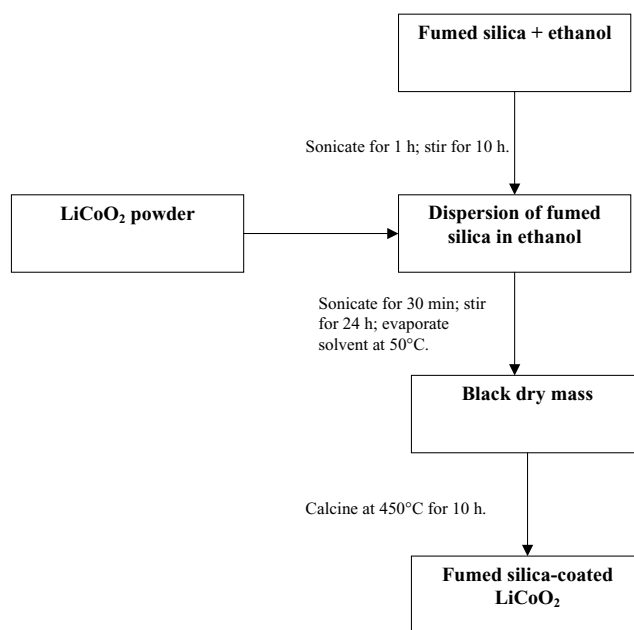 Fumed silica + ethanol
Sonicate for 1 h; stir for 10 h.
LiCoO₂ powder
Dispersion of fumed
silica in ethanol
Sonicate for 30 min; stir
for 24 h; evaporate
solvent at 50°C.
Black dry mass
Calcine at 450°C for 10 h.
Fumed silica-coated
LiCoO₂